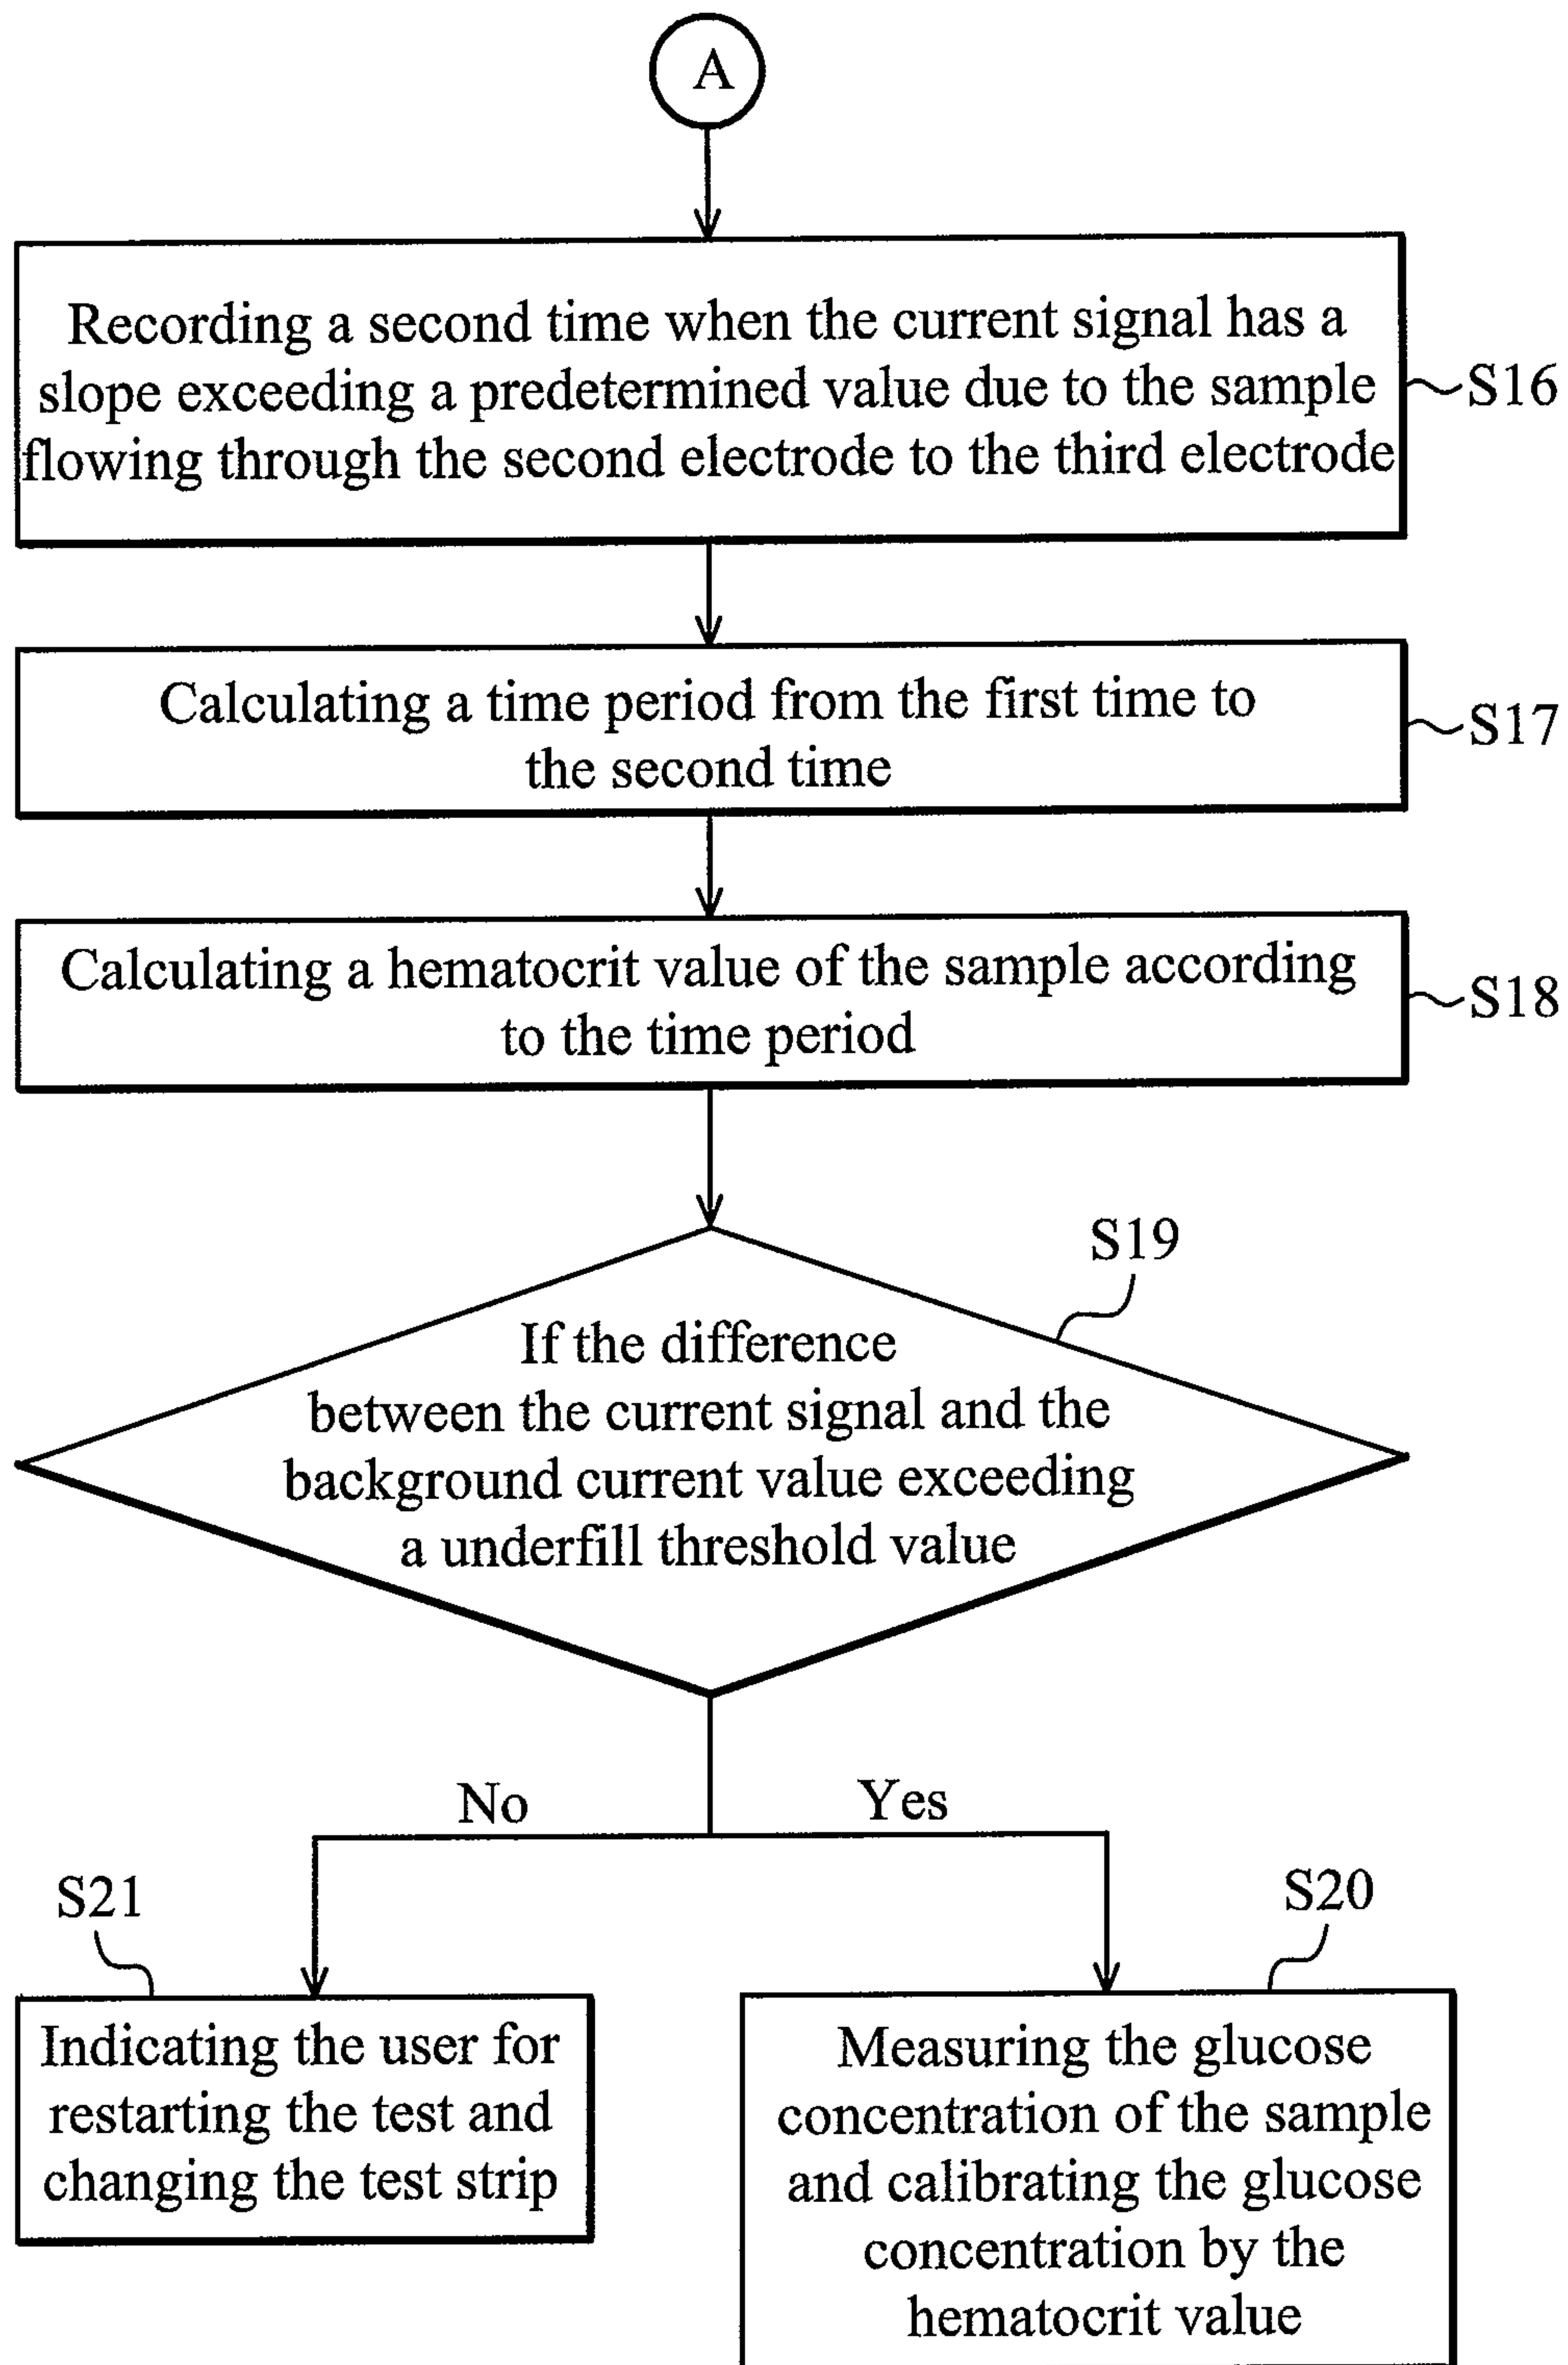 A
Recording a second time when the current signal has a
slope exceeding a predetermined value due to the sample
flowing through the second electrode to the third electrode
S16
Calculating a time period from the first time to
the second time
S17
Calculating a hematocrit value of the sample according
to the time period
S18
S19
If the difference
between the current signal and the
background current value exceeding
a underfill threshold value
No
Yes
S21
S20
Indicating the user for
restarting the test and
changing the test strip
Measuring the glucose
concentration of the sample
and calibrating the glucose
concentration by the
hematocrit value